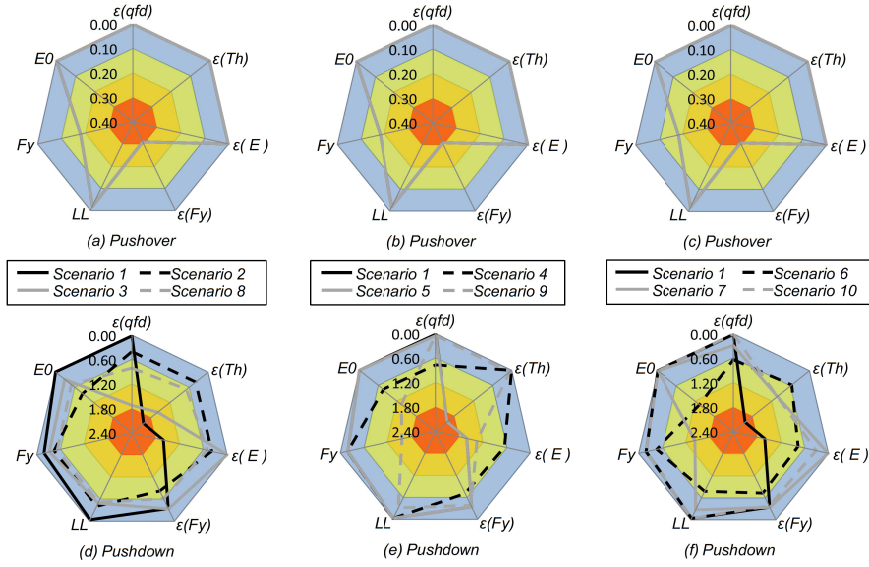 ε(qfd)
0.00
0.10
0.20
0.30
0.40
E0
ε(Th)
Fy
ε( E )
LL
ε(Fy)
(a) Pushover
ε(qfd)
0.00
0.10
0.20
0.30
0.40
E0
ε(Th)
Fy
ε( E )
LL
ε(Fy)
(b) Pushover
ε(qfd)
0.00
0.10
0.20
0.30
0.40
E0
ε(Th)
Fy
ε( E )
LL
ε(Fy)
(c) Pushover
Scenario 1 Scenario 2
Scenario 3 Scenario 8
Scenario 1 Scenario 4
Scenario 5 Scenario 9
Scenario 1 Scenario 6
Scenario 7 Scenario 10
ε(qfd)
0.00
0.60
1.20
1.80
2.40
E0
ε(Th)
Fy
ε( E )
LL
ε(Fy)
(d) Pushdown
ε(qfd)
0.00
0.60
1.20
1.80
2.40
E0
ε(Th)
Fy
ε( E )
LL
ε(Fy)
(e) Pushdown
ε(qfd)
0.00
0.60
1.20
1.80
2.40
E0
ε(Th)
Fy
ε( E )
LL
ε(Fy)
(f) Pushdown